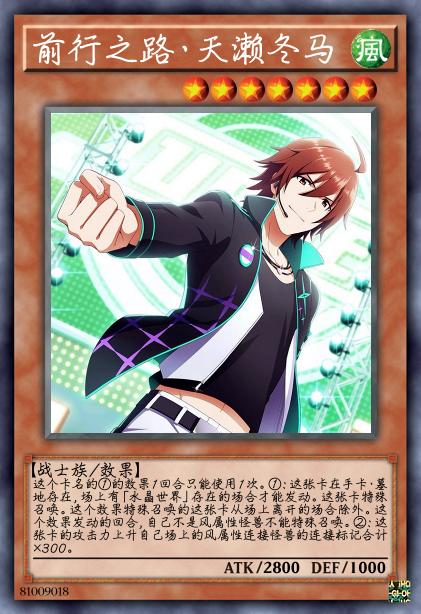 前行之路·天濑冬马 風
【战士族/效果】
这个卡名的①的效果1回合只能使用1次。①:这张卡在手卡·墓
地存在,场上有「水晶世界」存在的场合才能发动。这张卡特殊
召唤。这个效果特殊召唤的这张卡从场上离开的场合除外。这
个效果发动的回合,自己不是风属性怪兽不能特殊召唤。②:这
张卡的攻击力上升自己场上的风属性连接怪兽的连接标记合计
×300。
ATK/2800 DEF/1000
81009018